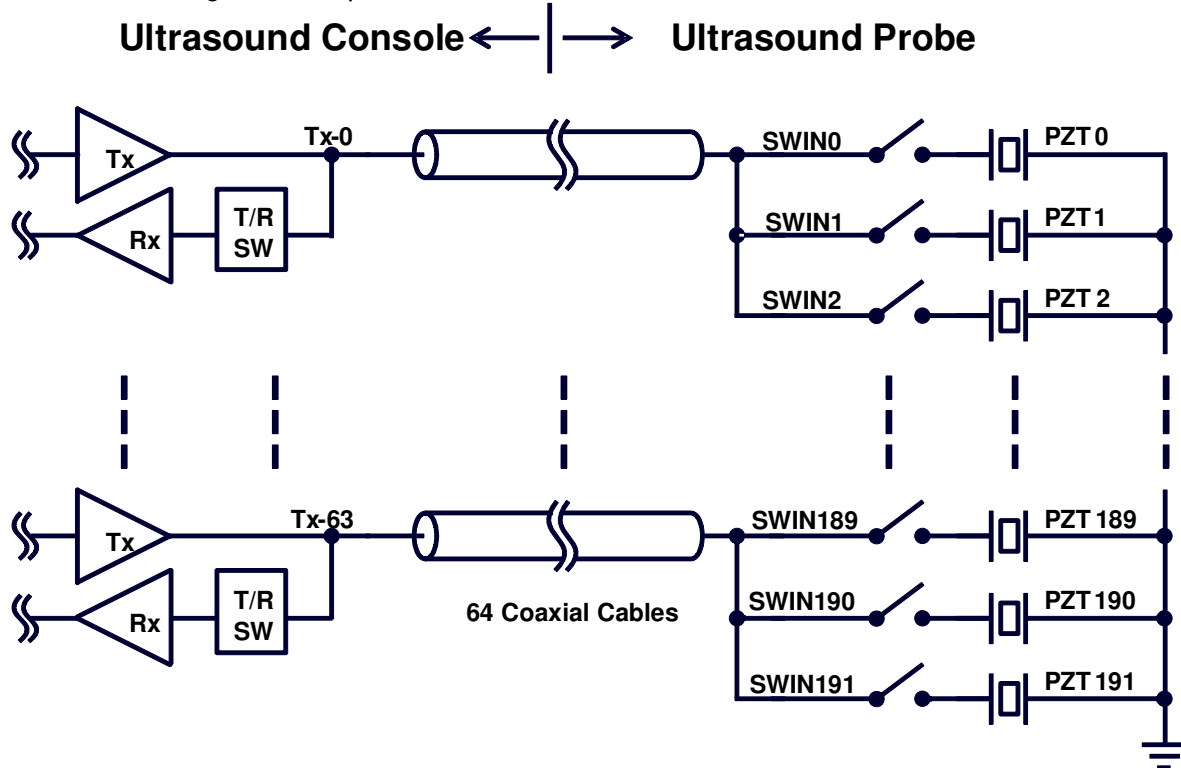 Ultrasound Console
Ultrasound Probe
Tx-0
SWIN0
PZT 0
Tx
T/R
SW
Rx
SWIN1
PZT 1
SWIN2
PZT 2
Tx-63
SWIN189
PZT 189
Tx
T/R
SW
Rx
64 Coaxial Cables
SWIN190
PZT 190
SWIN191
PZT 191